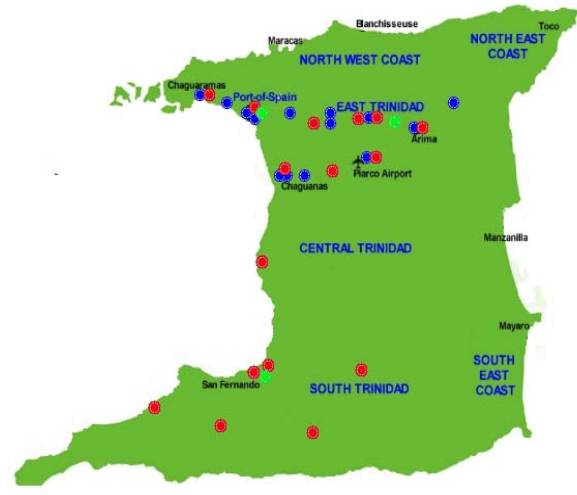 Blanchisseuse
Toco
Maracas
NORTH EAST
COAST
NORTH WEST COAST
Chaguaramas
Port-of-Spain
EAST TRINIDAD
Arima
Piarco Airport
Chaguanas
CENTRAL TRINIDAD
Manzanilla
Mayaro
San Fernando
SOUTH TRINIDAD
SOUTH
EAST
COAST